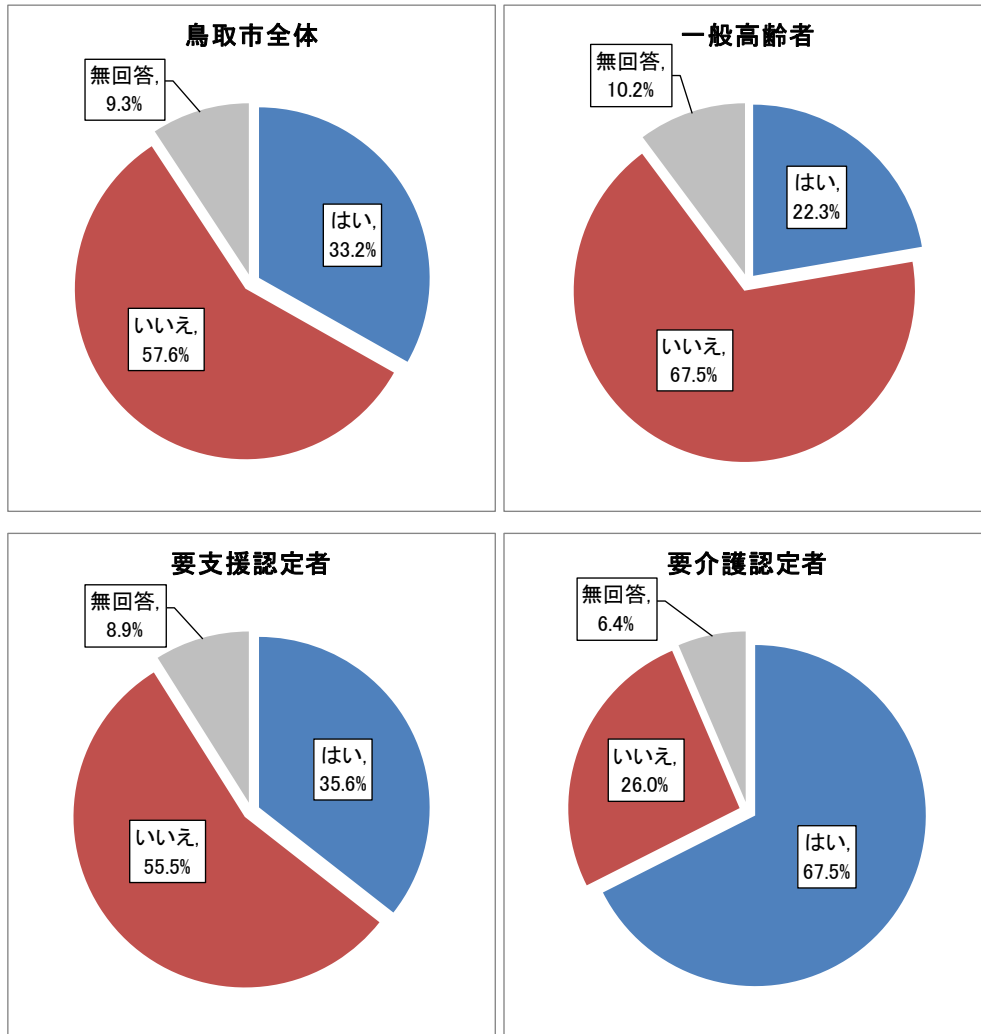 鳥取市全体
無回答,
9.3%
はい,
33.2%
いいえ,
57.6%
一般高齢者
無回答,
10.2%
はい,
22.3%
いいえ,
67.5%
要支援認定者
無回答,
8.9%
はい,
35.6%
いいえ,
55.5%
要介護認定者
無回答,
6.4%
いいえ,
26.0%
はい,
67.5%